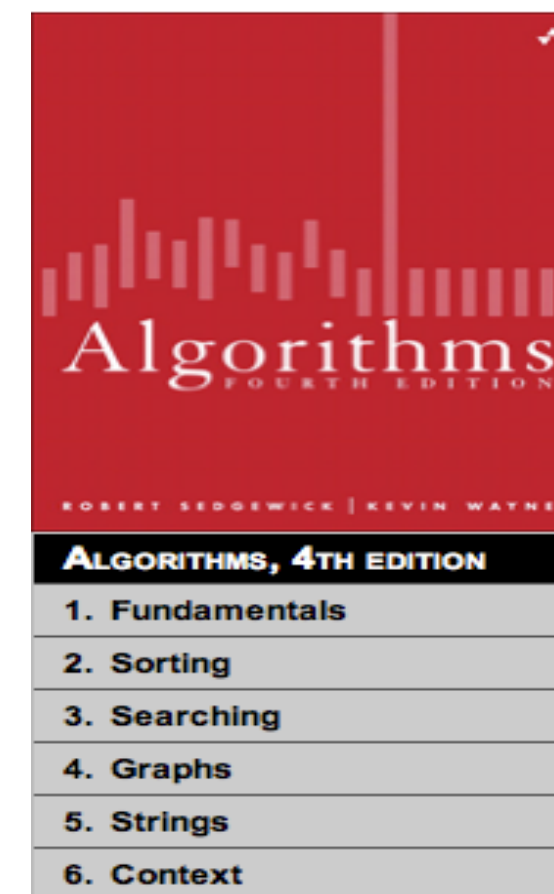 Algorithms
FOURTH EDITION
ROBERT SEDGEWICK | KEVIN WAYNE
ALGORITHMS, 4TH EDITION
1. Fundamentals
2. Sorting
3. Searching
4. Graphs
5. Strings
6. Context